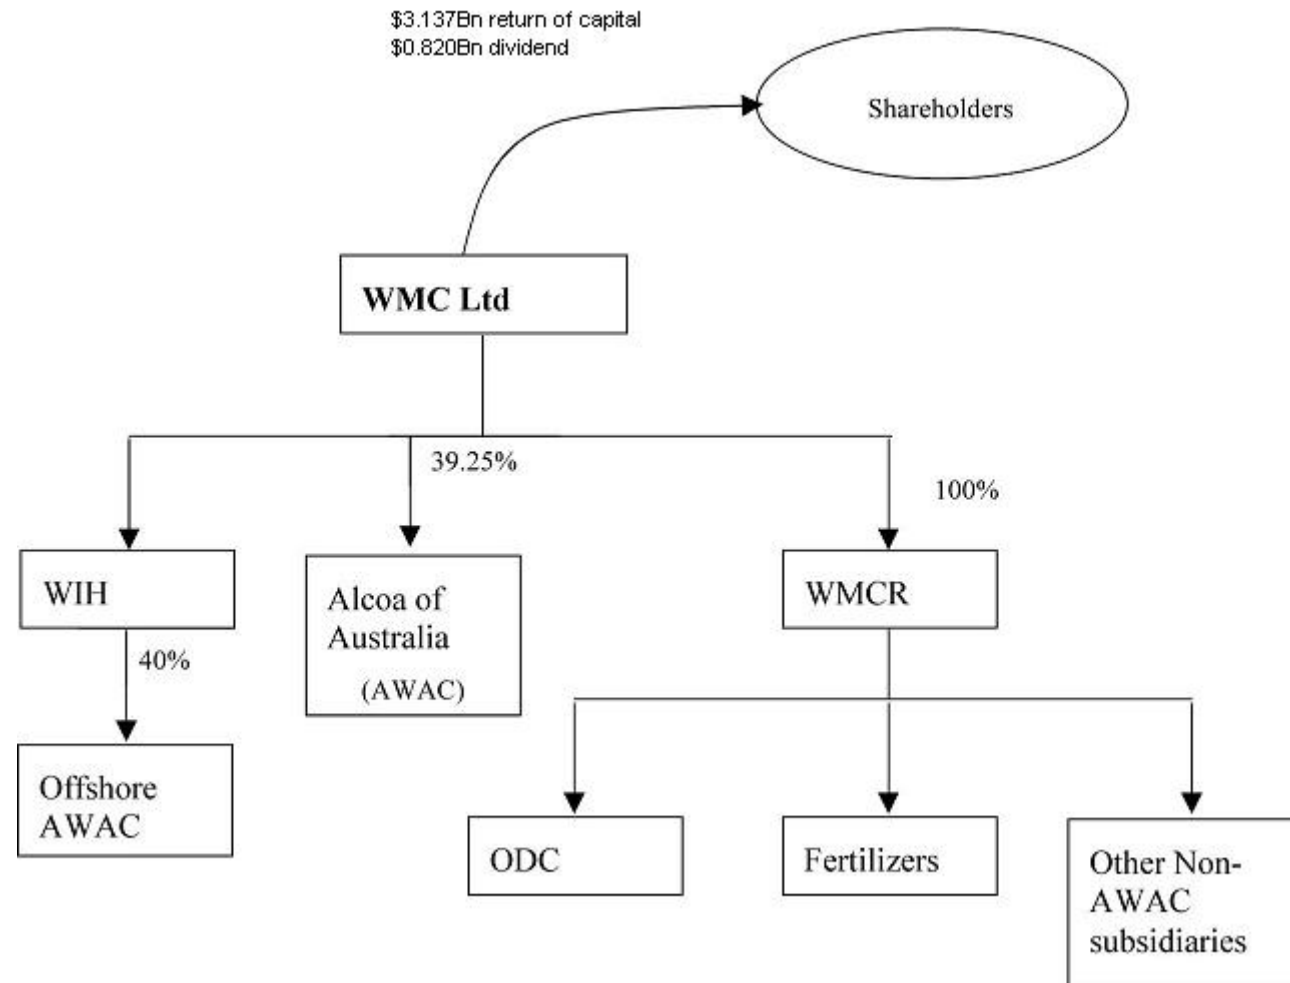 $3.137Bn return of capital
$0.820Bn dividend
Shareholders
WMC Ltd
39.25%
100%
WIH
Alcoa of
Australia
(AWAC)
WMCR
40%
Offshore
AWAC
ODC
Fertilizers
Other Non-
AWAC
subsidiaries